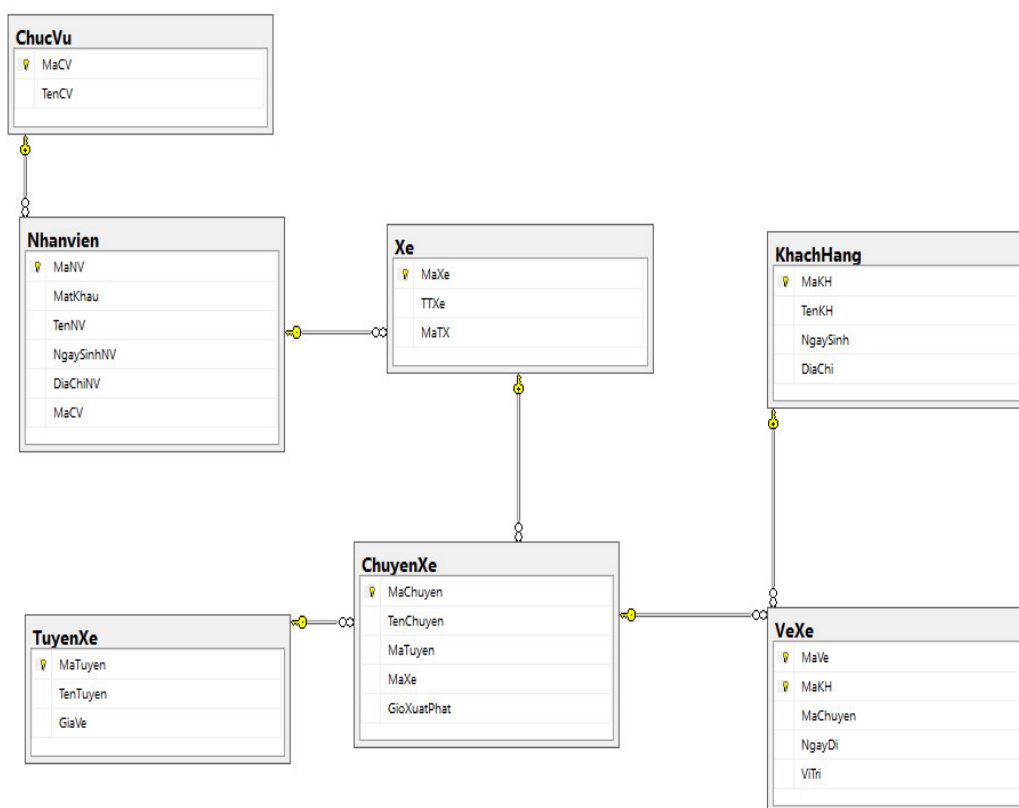 ChucVu
MaCV
TenCV
Nhanvien
MaNV
MatKhau
TenNV
NgaySinhNV
DiaChiNV
MaCV
Xe
MaXe
TTXe
MaTX
KhachHang
MaKH
TenKH
NgaySinh
DiaChi
ChuyenXe
MaChuyen
TenChuyen
MaTuyen
MaXe
GioXuatPhat
TuyenXe
MaTuyen
TenTuyen
GiaVe
VeXe
MaVe
MaKH
MaChuyen
NgayDi
ViTri